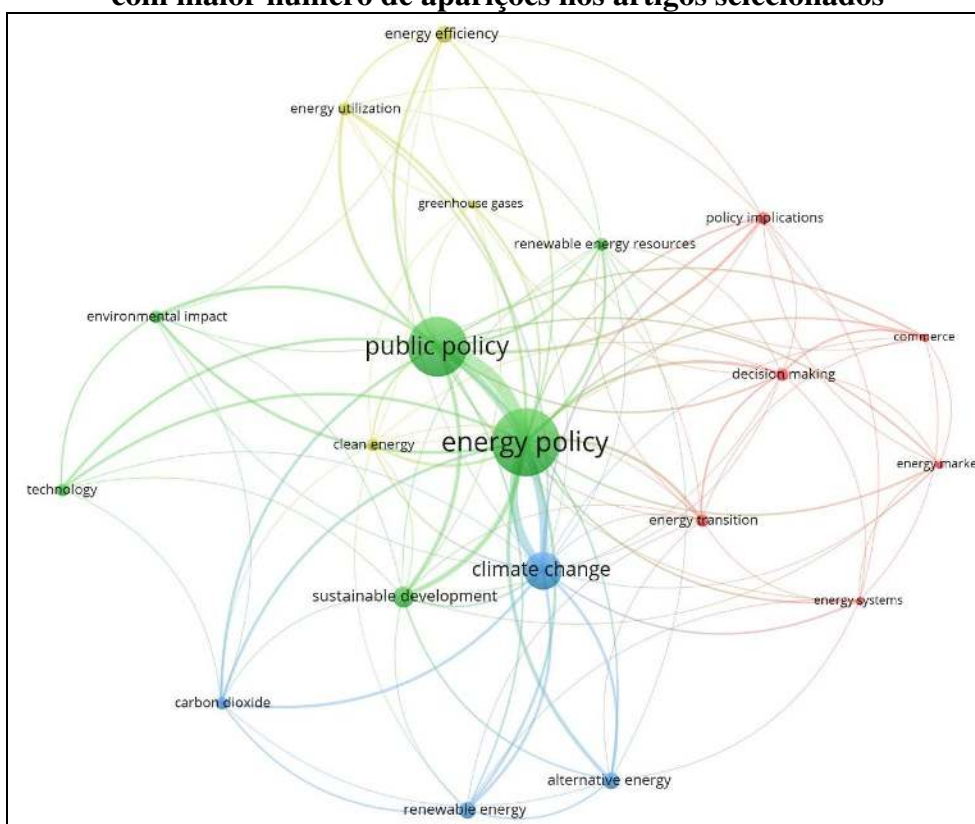 com maior número de aparições nos artigos selecionados
energy efficiency
energy utilization
greenhouse gases
policy implications
renewable energy resources
environmental impact
public policy
commerce
decision making
energy policy
clean energy
energy marke
technology
energy transition
climate change
sustainable development
energy systems
carbon dioxide
alternative energy
renewable energy